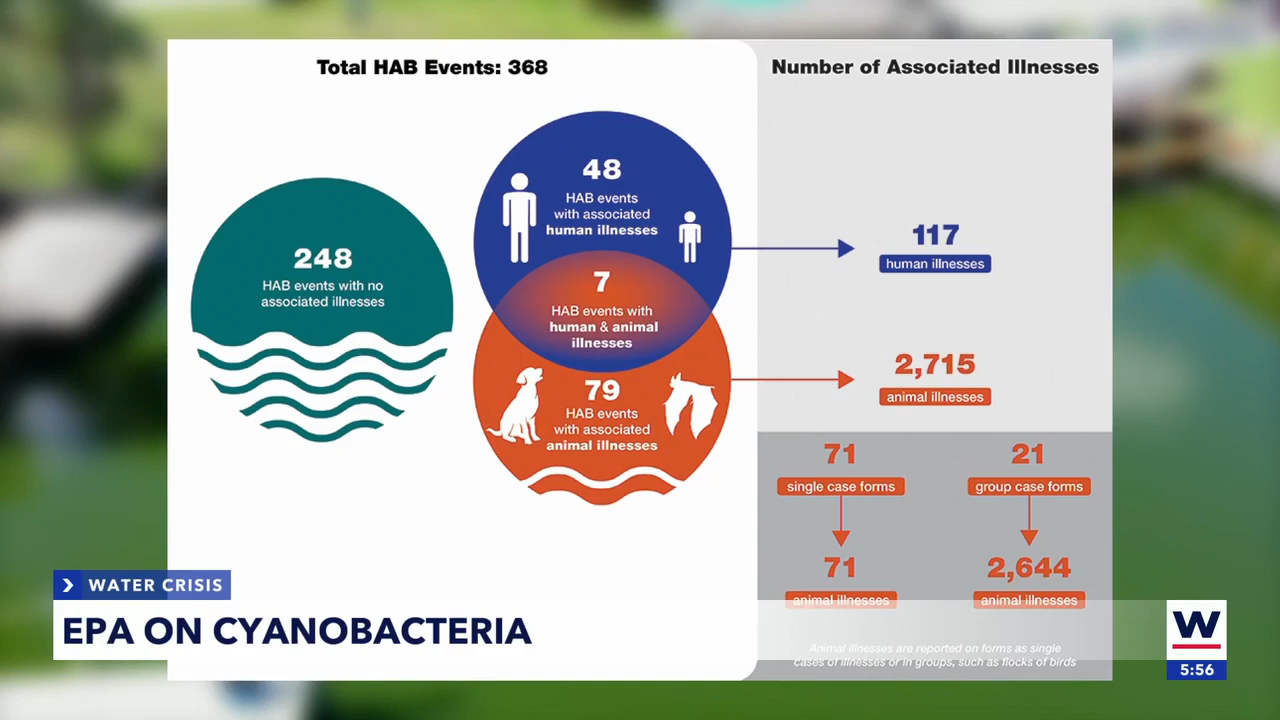 Total HAB Events: 368
248
HAB events with no
associated illnesses
48
HAB events
with associated
human illnesses
7
HAB events with
human & animal
illnesses
79
HAB events
with associated
animal illnesses
Number of Associated Illnesses
117
human illnesses
2,715
animal illnesses
71
single case forms
71
animal illnesses
21
group case forms
2,644
animal illnesses
Animal illnesses are reported on forms as single
cases of illnesses or in groups, such as flocks of birds
WATER CRISIS
EPA ON CYANOBACTERIA
W
5:56